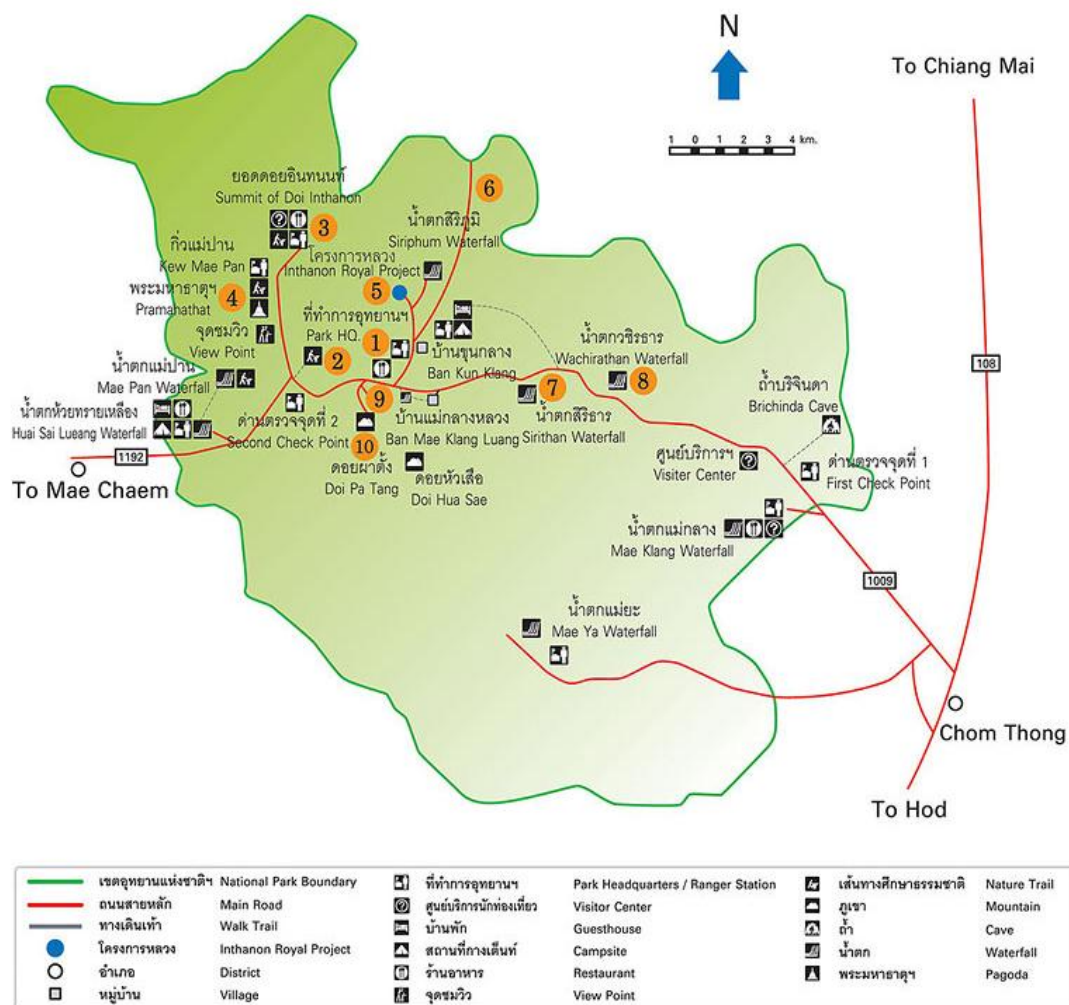 N
To Chiang Mai
1 0 1 2 3 4 km.
6
ยอดดอยอินทนนท์
Summit of Doi Inthanon
3
น้ำตกสิริภูมิ
Siriphum Waterfall
กิ่วแม่ปาน
Kew Mae Pan
โครงการหลวง
Inthanon Royal Project
พระมหาธาตุฯ
Pramahathat
4
5
จุดชมวิว
View Point
ที่ทำการอุทยานฯ
Park HQ.
1
2
บ้านขุนกลาง
Ban Kun Klang
น้ำตกวชิรธาร
Wachirathan Waterfall
8
108
น้ำตกแม่ปาน
Mae Pan Waterfall
น้ำตกห้วยทรายเหลือง
Huai Sai Lueang Waterfall
7
น้ำตกสิริธาร
Sirithan Waterfall
ถ้ำบริจินดา
Brichinda Cave
ด่านตรวจจุดที่ 2
Second Check Point
9
บ้านแม่กลางหลวง
Ban Mae Klang Luang
10
ดอยผาตั้ง
Doi Pa Tang
ดอยหัวเสือ
Doi Hua Sae
ศูนย์บริการฯ
Visiter Center
ด่านตรวจจุดที่ 1
First Check Point
1192
To Mae Chaem
น้ำตกแม่กลาง
Mae Klang Waterfall
1009
น้ำตกแม่ยะ
Mae Ya Waterfall
Chom Thong
To Hod
เขตอุทยานแห่งชาติฯ National Park Boundary
ถนนสายหลัก Main Road
ทางเดินเท้า Walk Trail
โครงการหลวง Inthanon Royal Project
อำเภอ District
หมู่บ้าน Village
ที่ทำการอุทยานฯ Park Headquarters / Ranger Station
ศูนย์บริการนักท่องเที่ยว Visitor Center
บ้านพัก Guesthouse
สถานที่กางเต็นท์ Campsite
ร้านอาหาร Restaurant
จุดชมวิว View Point
เส้นทางศึกษาธรรมชาติ Nature Trail
ภูเขา Mountain
ถ้ำ Cave
น้ำตก Waterfall
พระมหาธาตุฯ Pagoda